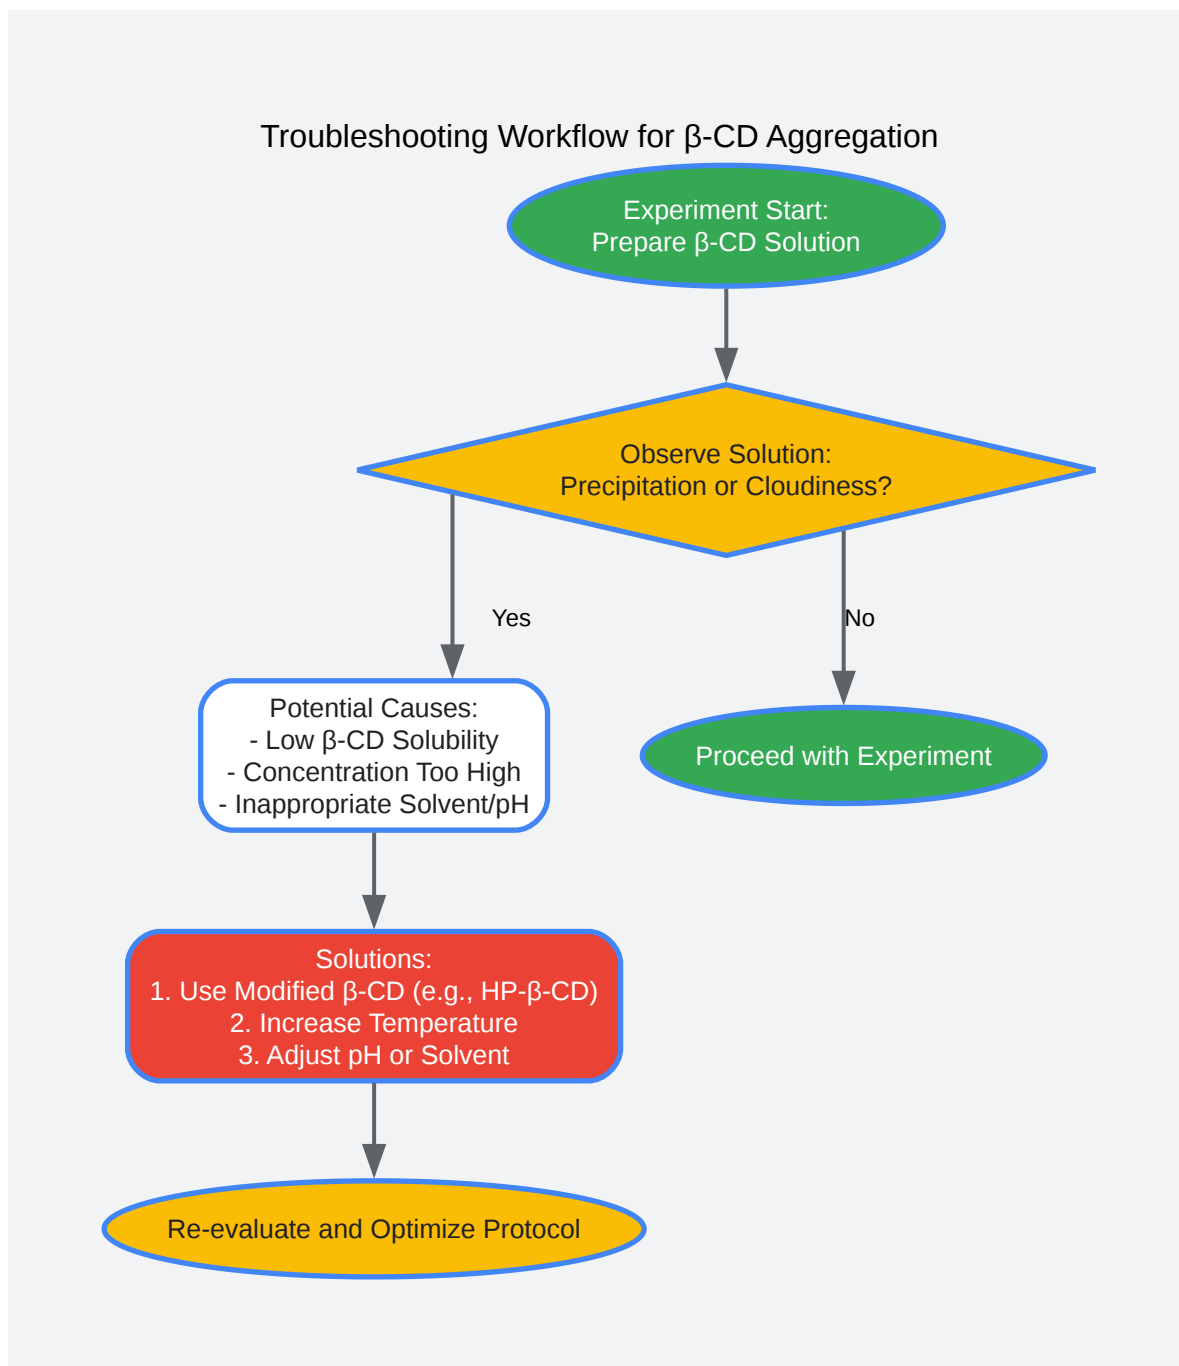 Troubleshooting Workflow for β-CD Aggregation
Experiment Start:
Prepare β-CD Solution
Observe Solution:
Precipitation or Cloudiness?
Yes
No
Potential Causes:
- Low β-CD Solubility
- Concentration Too High
- Inappropriate Solvent/pH
Proceed with Experiment
Solutions:
1. Use Modified β-CD (e.g., HP-β-CD)
2. Increase Temperature
3. Adjust pH or Solvent
Re-evaluate and Optimize Protocol